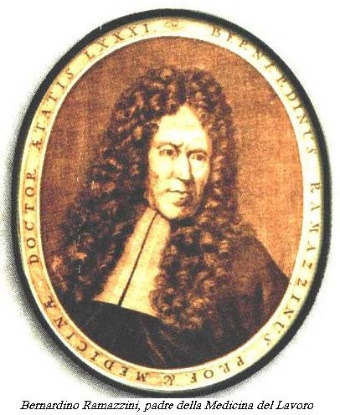 BERNARDINUS RAMAZZINUS PROF. & MEDICINÆ DOCTOR ÆTATIS LXXXI.
Bernardino Ramazzini, padre della Medicina del Lavoro